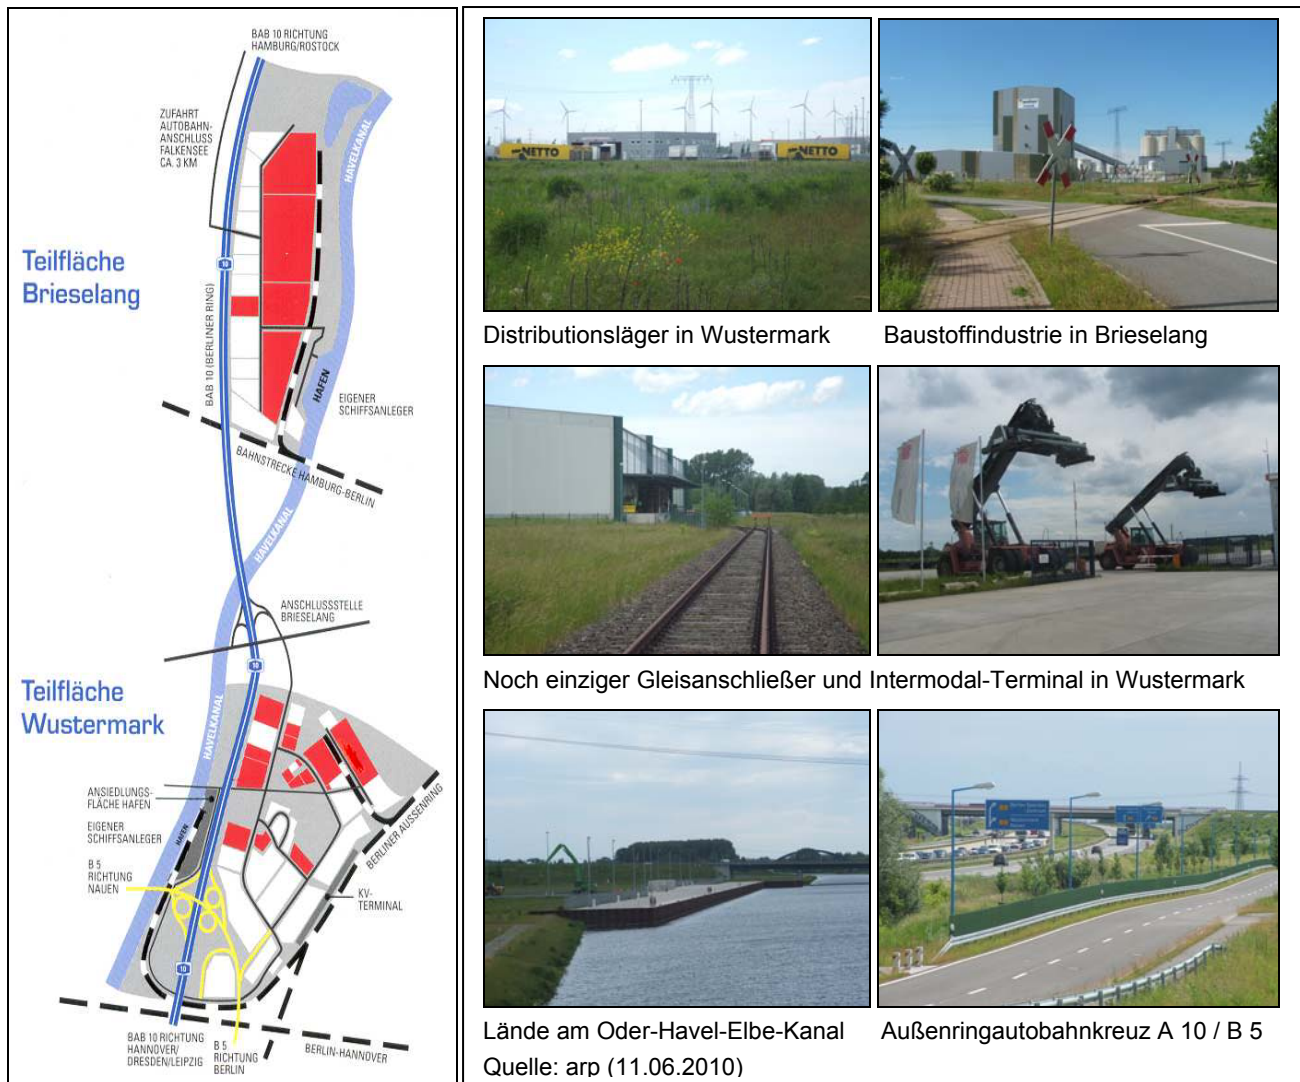 BAB 10 RICHTUNG
HAMBURG/ROSTOCK
ZUFAHRT
AUTOBAHN-
ANSCHLUSS
FALKENSEE
CA. 3 KM
HAVELKANAL
Teilfläche
Brieselang
10
BAB 10 (BERLINER RING)
HAFEN
EIGENER
SCHIFFSANLEGER
BAHNSTRECKE HAMBURG-BERLIN
HAVELKANAL
ANSCHLUSSSTELLE
BRIESELANG
10
Teilfläche
Wustermark
HAVELKANAL
ANSIEDLUNGS-
FLÄCHE HAFEN
EIGENER
SCHIFFSANLEGER
HAFEN
B 5
RICHTUNG
NAUEN
BERLINER AUSSENRING
KV-
TERMINAL
10
BAB 10 RICHTUNG
HANNOVER/
DRESDEN/LEIPZIG
B 5
RICHTUNG
BERLIN
BERLIN-HANNOVER
NETTO
NETTO
Distributionsläger in Wustermark
Baustoffindustrie in Brieselang
Noch einziger Gleisanschließer und Intermodal-Terminal in Wustermark
Lände am Oder-Havel-Elbe-Kanal
Außenringautobahnkreuz A 10 / B 5
Quelle: arp (11.06.2010)